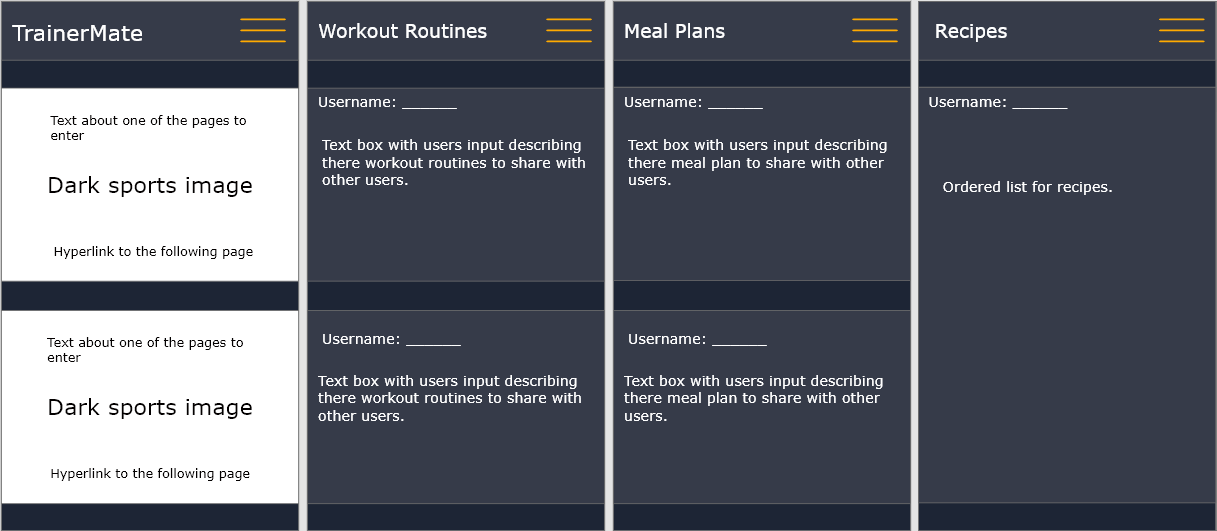 TrainerMate
Text about one of the pages to
enter
Dark sports image
Hyperlink to the following page
Text about one of the pages to
enter
Dark sports image
Hyperlink to the following page
Workout Routines
Username: _______
Text box with users input describing
there workout routines to share with
other users.
Username: _______
Text box with users input describing
there workout routines to share with
other users.
Meal Plans
Username: _______
Text box with users input describing
there meal plan to share with other
users.
Username: _______
Text box with users input describing
there meal plan to share with other
users.
Recipes
Username: _______
Ordered list for recipes.